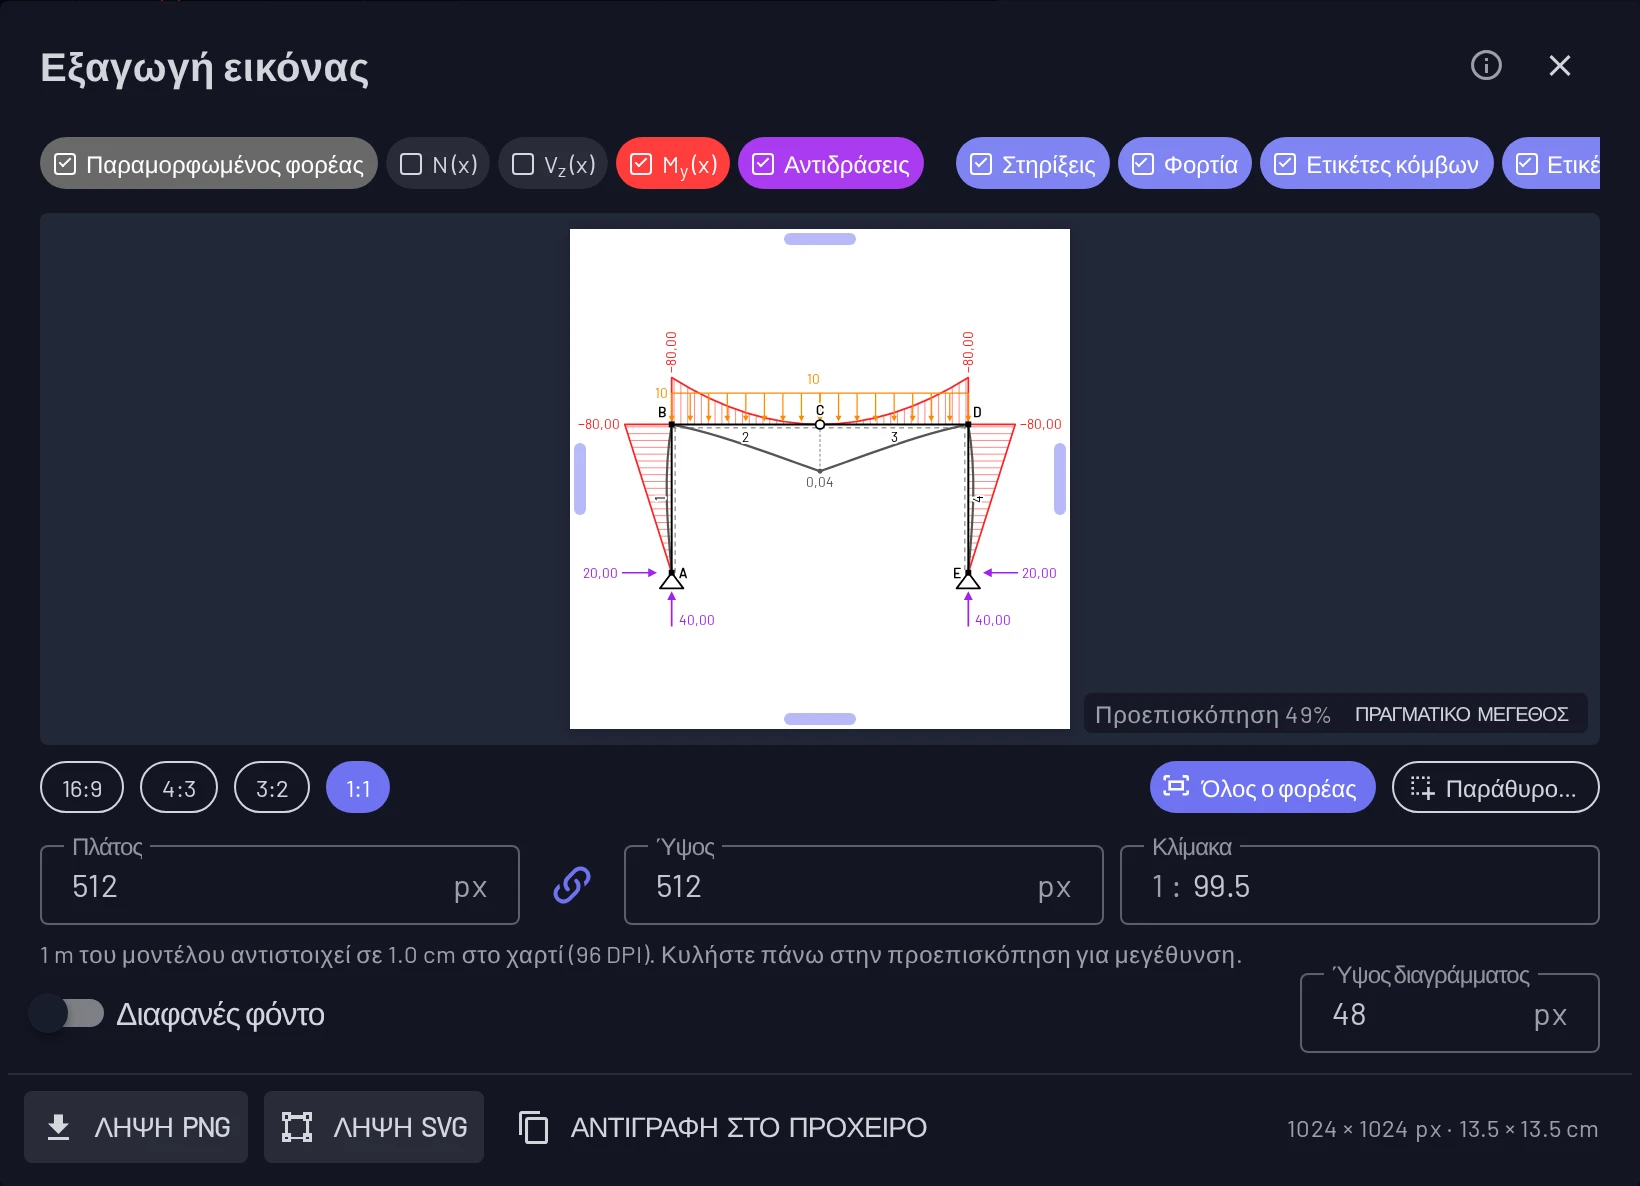 Εξαγωγή εικόνας
Παραμορφωμένος φορέας
N(x)
Vz(x)
My(x)
Αντιδράσεις
Στηρίξεις
Φορτία
Ετικέτες κόμβων
Ετικέ
−80,00
−80,00
10
10
B
C
D
−80,00
−80,00
2
3
0,04
1
4
20,00
A
E
20,00
40,00
40,00
Προεπισκόπηση 49%
ΠΡΑΓΜΑΤΙΚΟ ΜΕΓΕΘΟΣ
16:9
4:3
3:2
1:1
Όλος ο φορέας
Παράθυρο...
Πλάτος
512 px
Ύψος
512 px
Κλίμακα
1 : 99.5
1 m του μοντέλου αντιστοιχεί σε 1.0 cm στο χαρτί (96 DPI). Κυλήστε πάνω στην προεπισκόπηση για μεγέθυνση.
Διαφανές φόντο
Ύψος διαγράμματος
48 px
ΛΗΨΗ PNG
ΛΗΨΗ SVG
ΑΝΤΙΓΡΑΦΗ ΣΤΟ ΠΡΟΧΕΙΡΟ
1024 × 1024 px · 13.5 × 13.5 cm